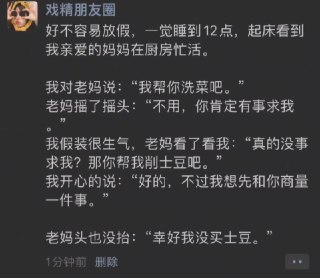 戏精朋友圈
好不容易放假，一觉睡到12点，起床看到
我亲爱的妈妈在厨房忙活。
我对老妈说：“我帮你洗菜吧。”
老妈摇了摇头：“不用，你肯定有事求我
。”
我假装很生气，老妈看了看我：“真的没事
求我？那你帮我削土豆吧。”
我开心的说：“好的，不过我想先和你商量
一件事。”
老妈头也没抬：“幸好我没买土豆。”
1分钟前 删除